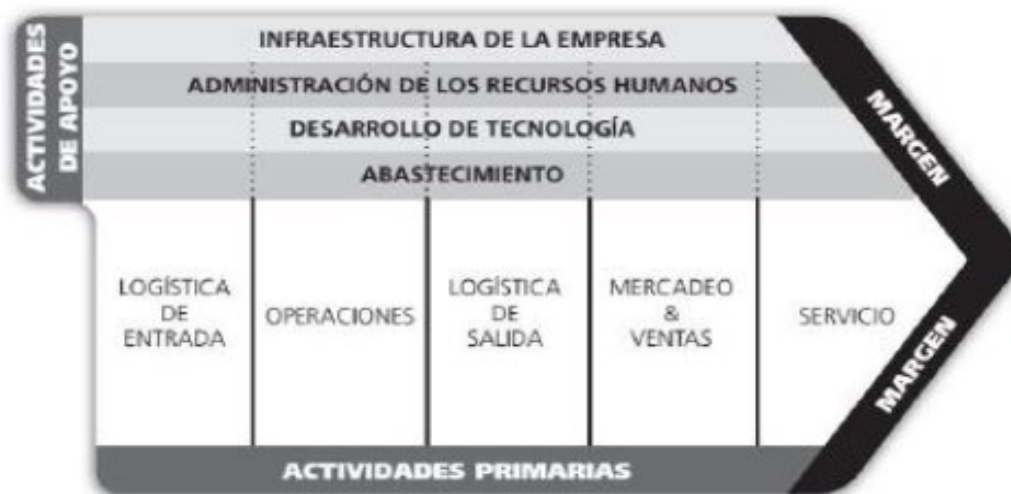 ACTIVIDADES
DE APOYO
INFRAESTRUCTURA DE LA EMPRESA
ADMINISTRACIÓN DE LOS RECURSOS HUMANOS
DESARROLLO DE TECNOLOGÍA
ABASTECIMIENTO
MARGEN
LOGÍSTICA
DE
ENTRADA
OPERACIONES
LOGÍSTICA
DE
SALIDA
MERCADEO
&
VENTAS
SERVICIO
MARGEN
ACTIVIDADES PRIMARIAS